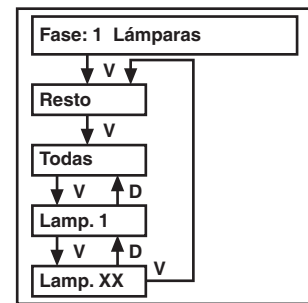 Fase: 1 Lámparas
V
Resto
V
Todas
V D
Lamp. 1
V D
V
Lamp. XX